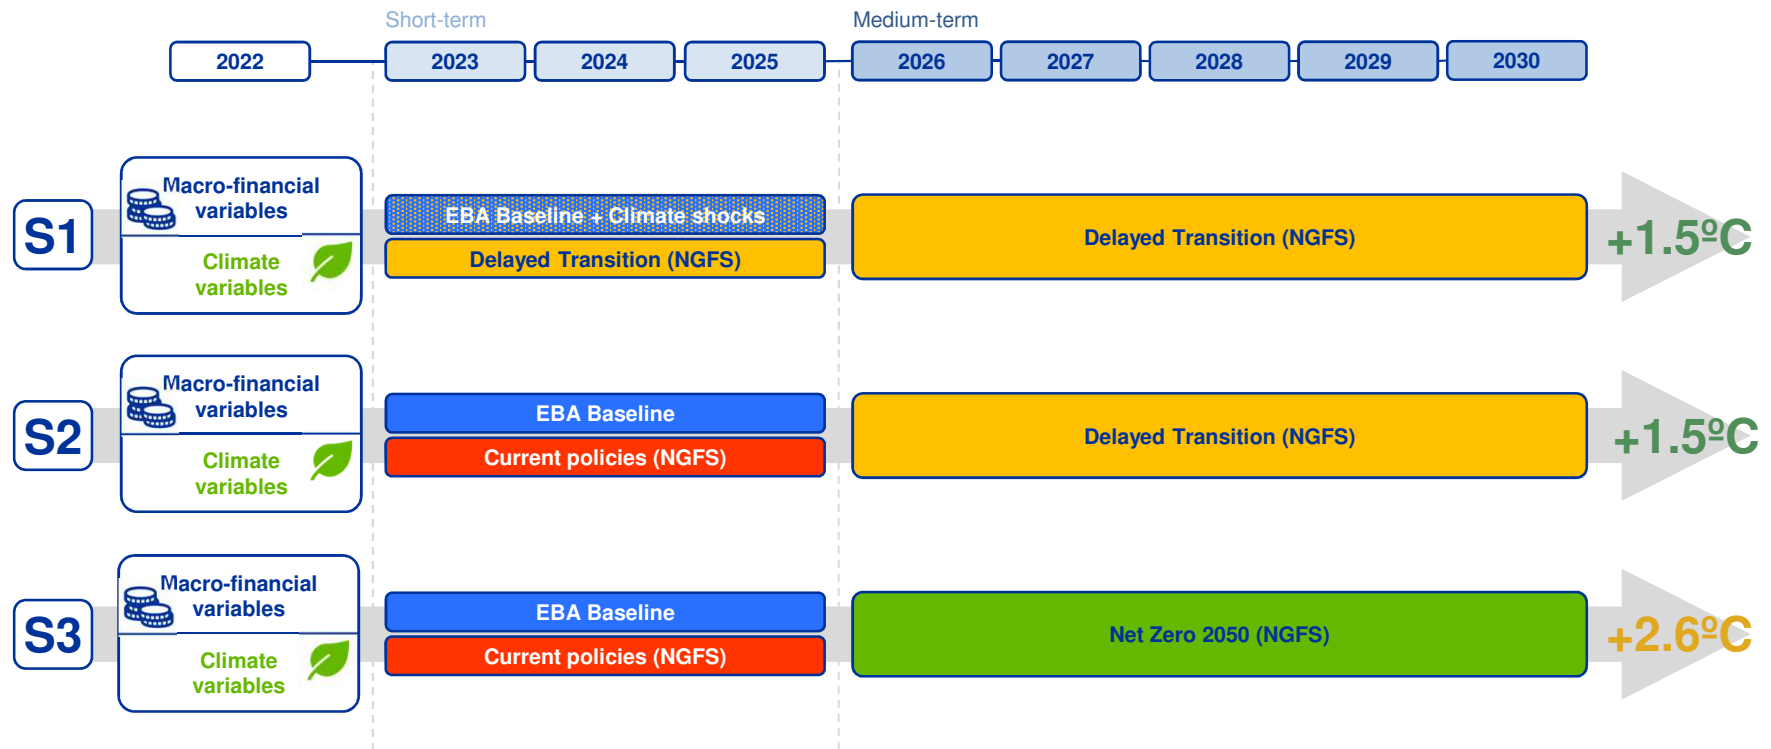 Short-term
Medium-term
2022
2023
2024
2025
2026
2027
2028
2029
2030
S1
Macro-financial
variables
Climate
variables
EBA Baseline + Climate shocks
Delayed Transition (NGFS)
Delayed Transition (NGFS)
+1.5ºC
S2
Macro-financial
variables
Climate
variables
EBA Baseline
Current policies (NGFS)
Delayed Transition (NGFS)
+1.5ºC
S3
Macro-financial
variables
Climate
variables
EBA Baseline
Current policies (NGFS)
Net Zero 2050 (NGFS)
+2.6ºC